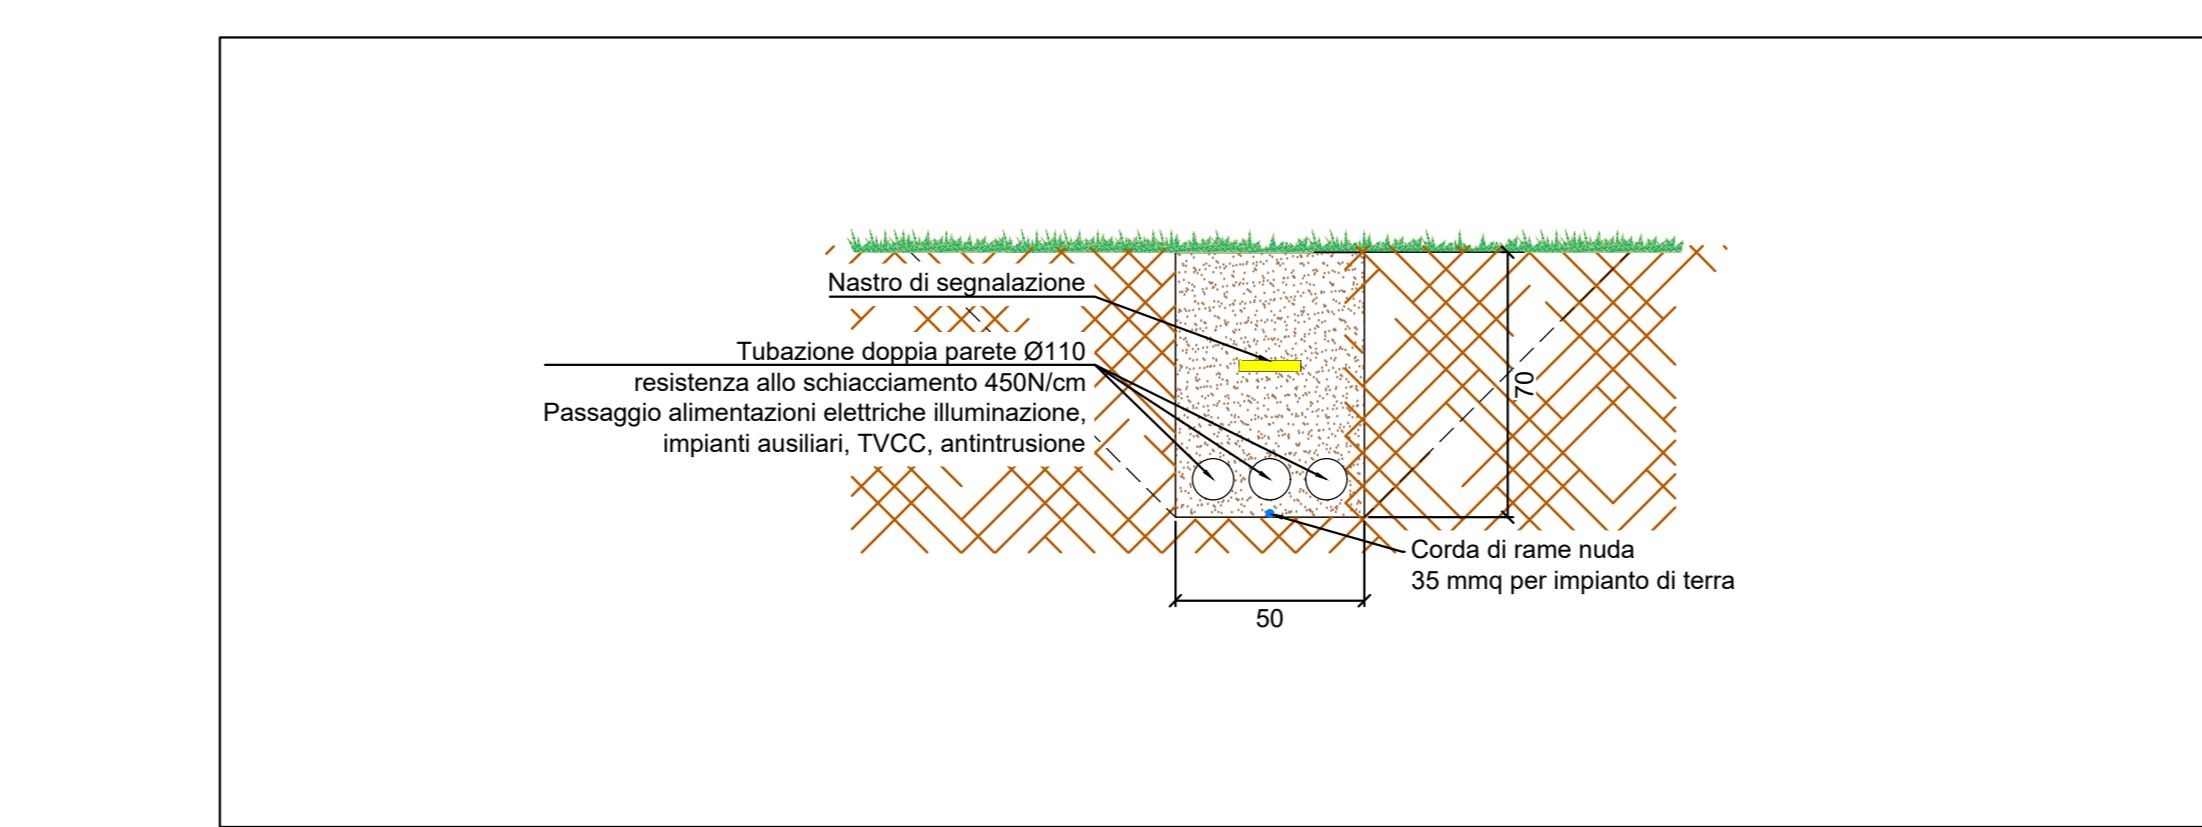 Nastro di segnalazione
Tubazione doppia parete Ø110
resistenza allo schiacciamento 450N/cm
Passaggio alimentazioni elettriche illuminazione,
impianti ausiliari, TVCC, antintrusione
70
Corda di rame nuda
35 mmq per impianto di terra
50